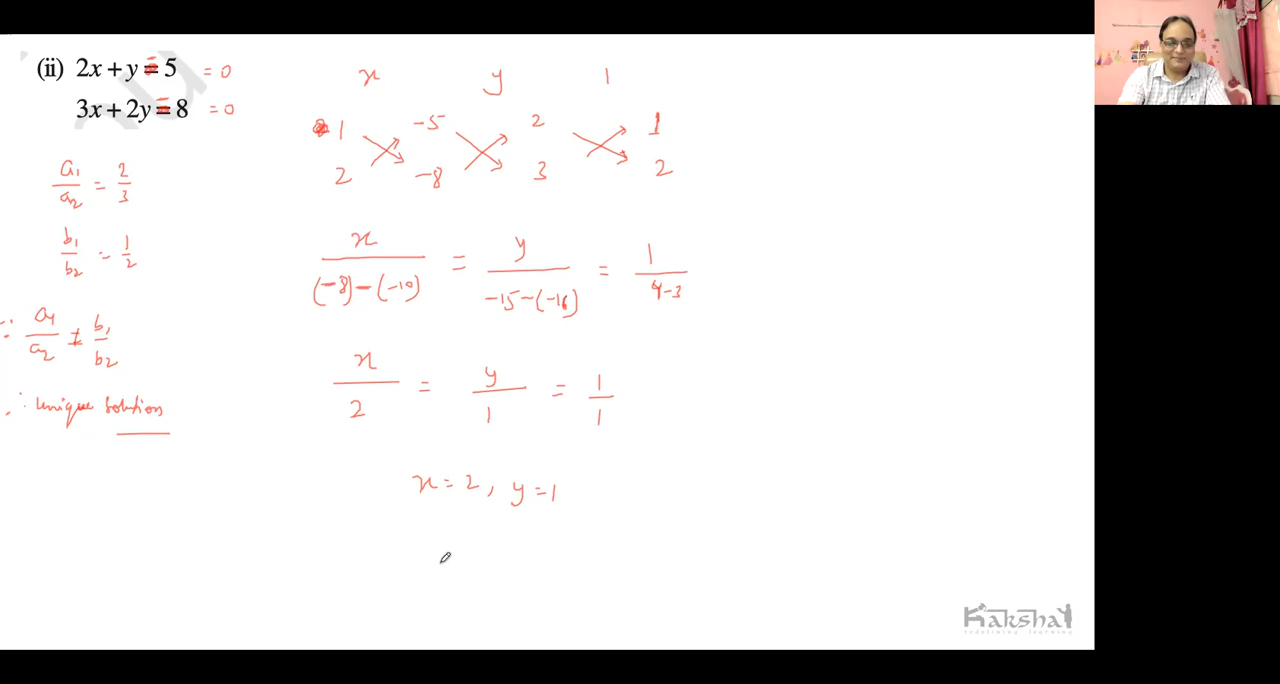 (ii) 2x + y = 5 = 0
3x + 2y = 8 = 0
a₁/a₂ = 2/3
b₁/b₂ = 1/2
∵ a₁/a₂ ≠ b₁/b₂
∴ Unique Solution
x y 1
1 -5 2 1
2 -8 3 2
x/((-8)-(-10)) = y/(-15-(-16)) = 1/(4-3)
x/2 = y/1 = 1/1
x = 2, y = 1
Kaksha
redefining learning